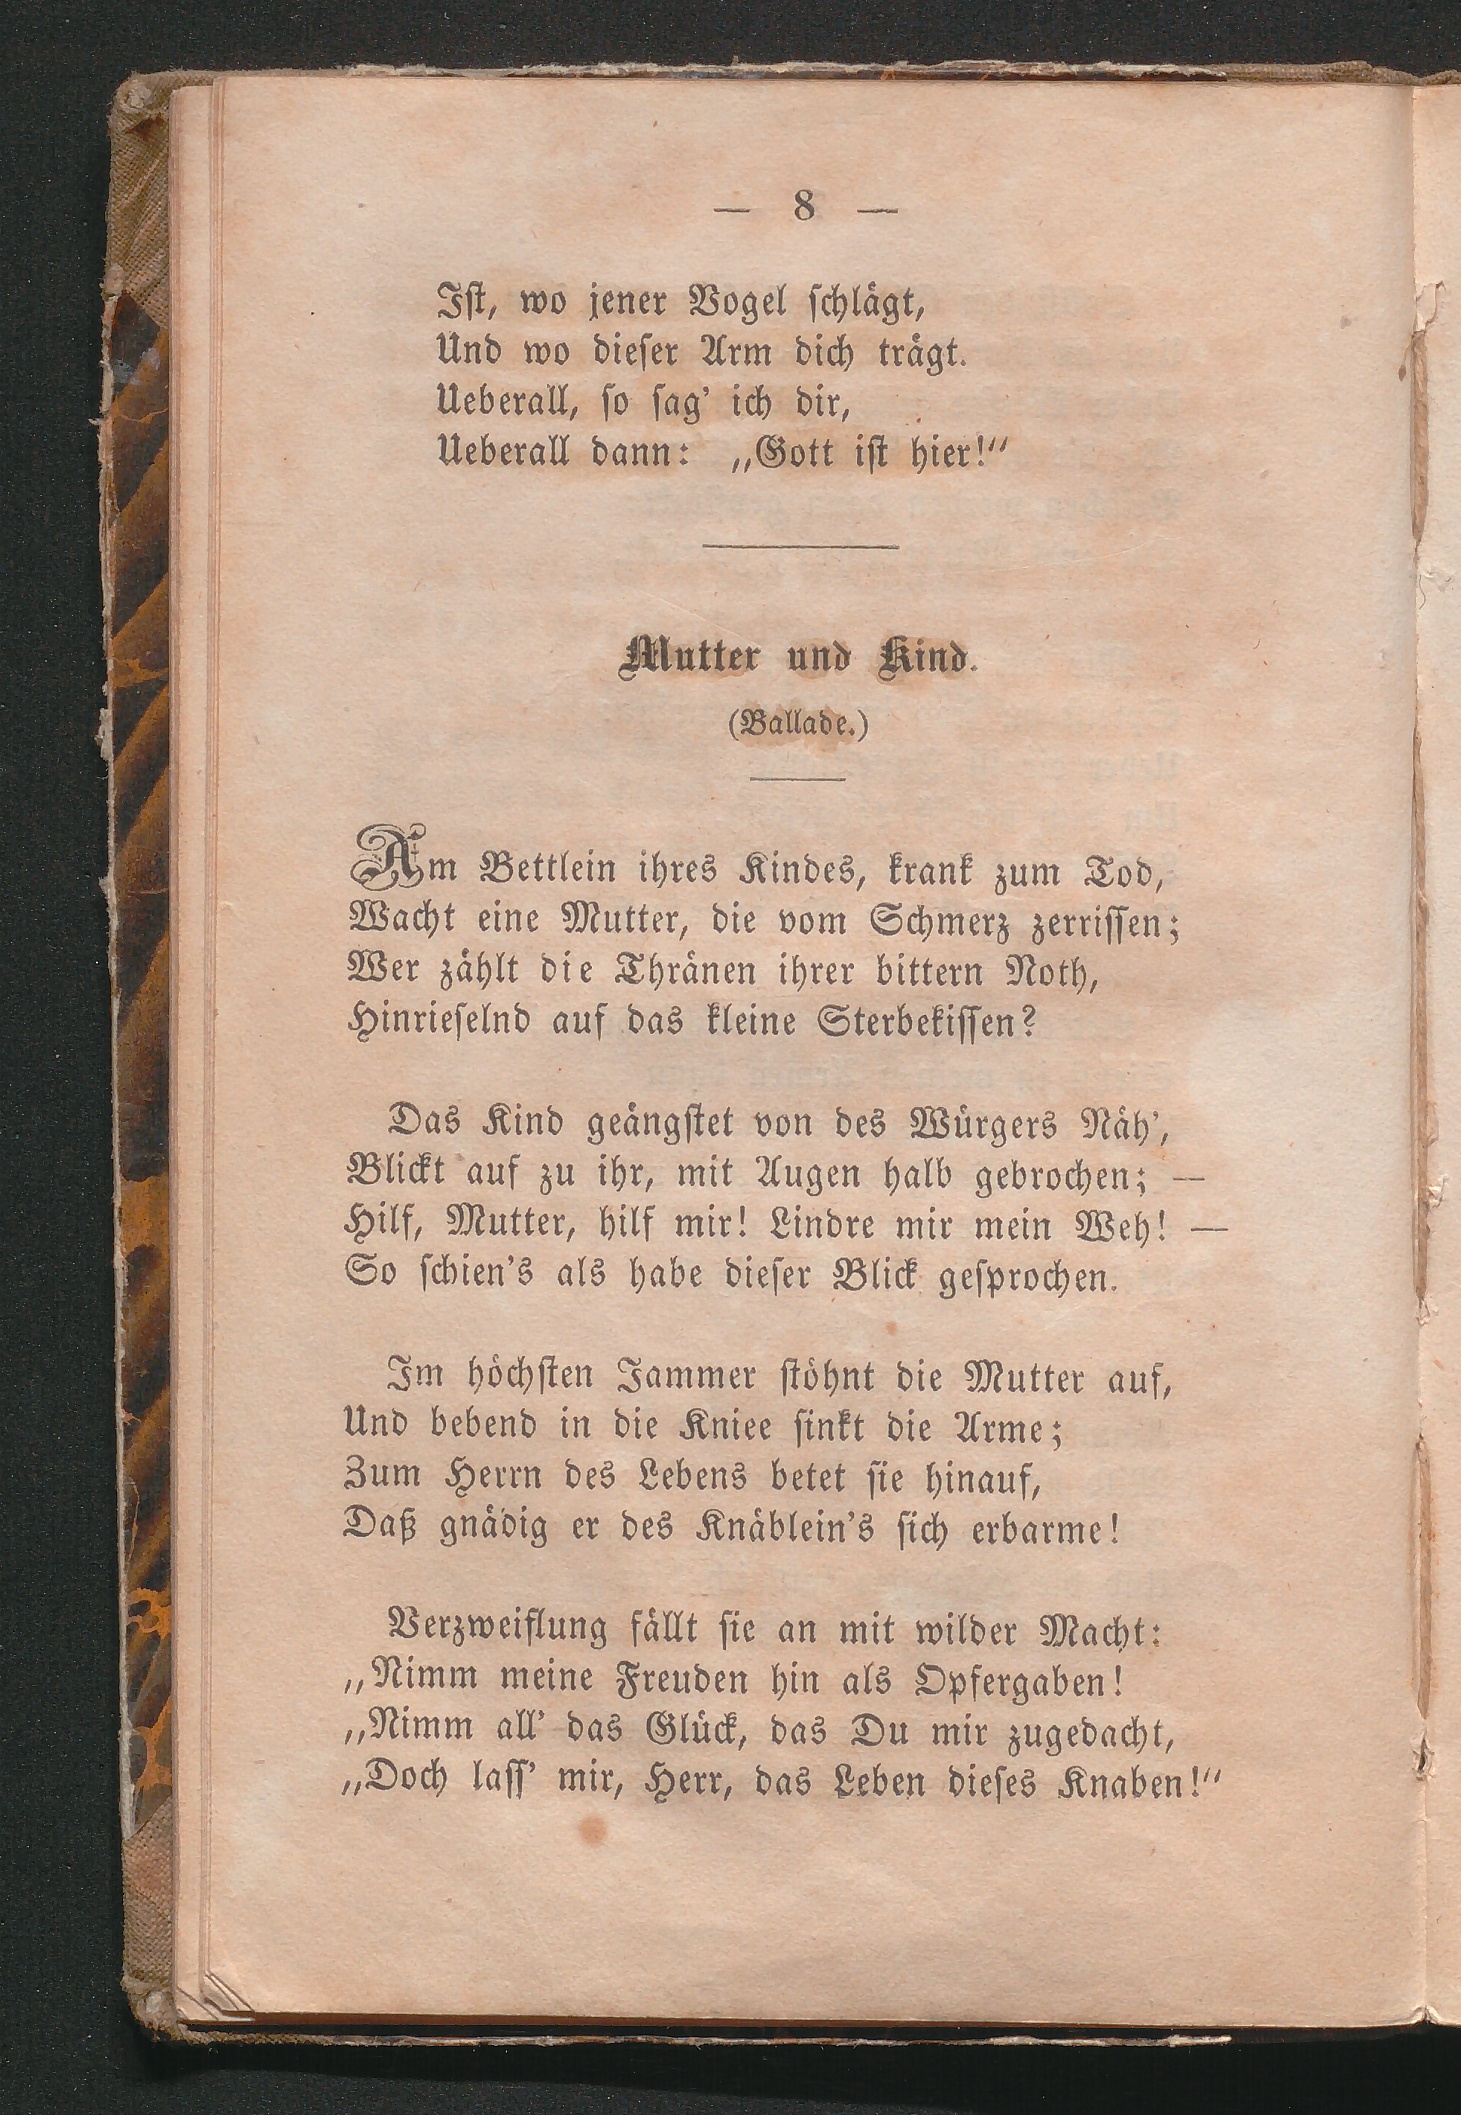 — 8 —
Iſt, wo jener Vogel ſchlägt,
Und wo dieſer Arm dich trägt.
Ueberall, ſo ſag' ich dir,
Ueberall dann: „Gott iſt hier!“
Mutter und Kind.
(Ballade.)
Am Bettlein ihres Kindes, krank zum Tod,
Wacht eine Mutter, die vom Schmerz zerriſſen;
Wer zählt die Thränen ihrer bittern Noth,
Hinrieſelnd auf das kleine Sterbekiſſen?
Das Kind geängſtet von des Würgers Näh',
Blickt auf zu ihr, mit Augen halb gebrochen; —
Hilf, Mutter, hilf mir! Lindre mir mein Weh! —
So ſchien's als habe dieſer Blick geſprochen.
Im höchſten Jammer ſtöhnt die Mutter auf,
Und bebend in die Kniee ſinkt die Arme;
Zum Herrn des Lebens betet ſie hinauf,
Daß gnädig er des Knäblein's ſich erbarme!
Verzweiflung fällt ſie an mit wilder Macht:
„Nimm meine Freuden hin als Opfergaben!
„Nimm all' das Glück, das Du mir zugedacht,
„Doch laſſ' mir, Herr, das Leben dieſes Knaben!“